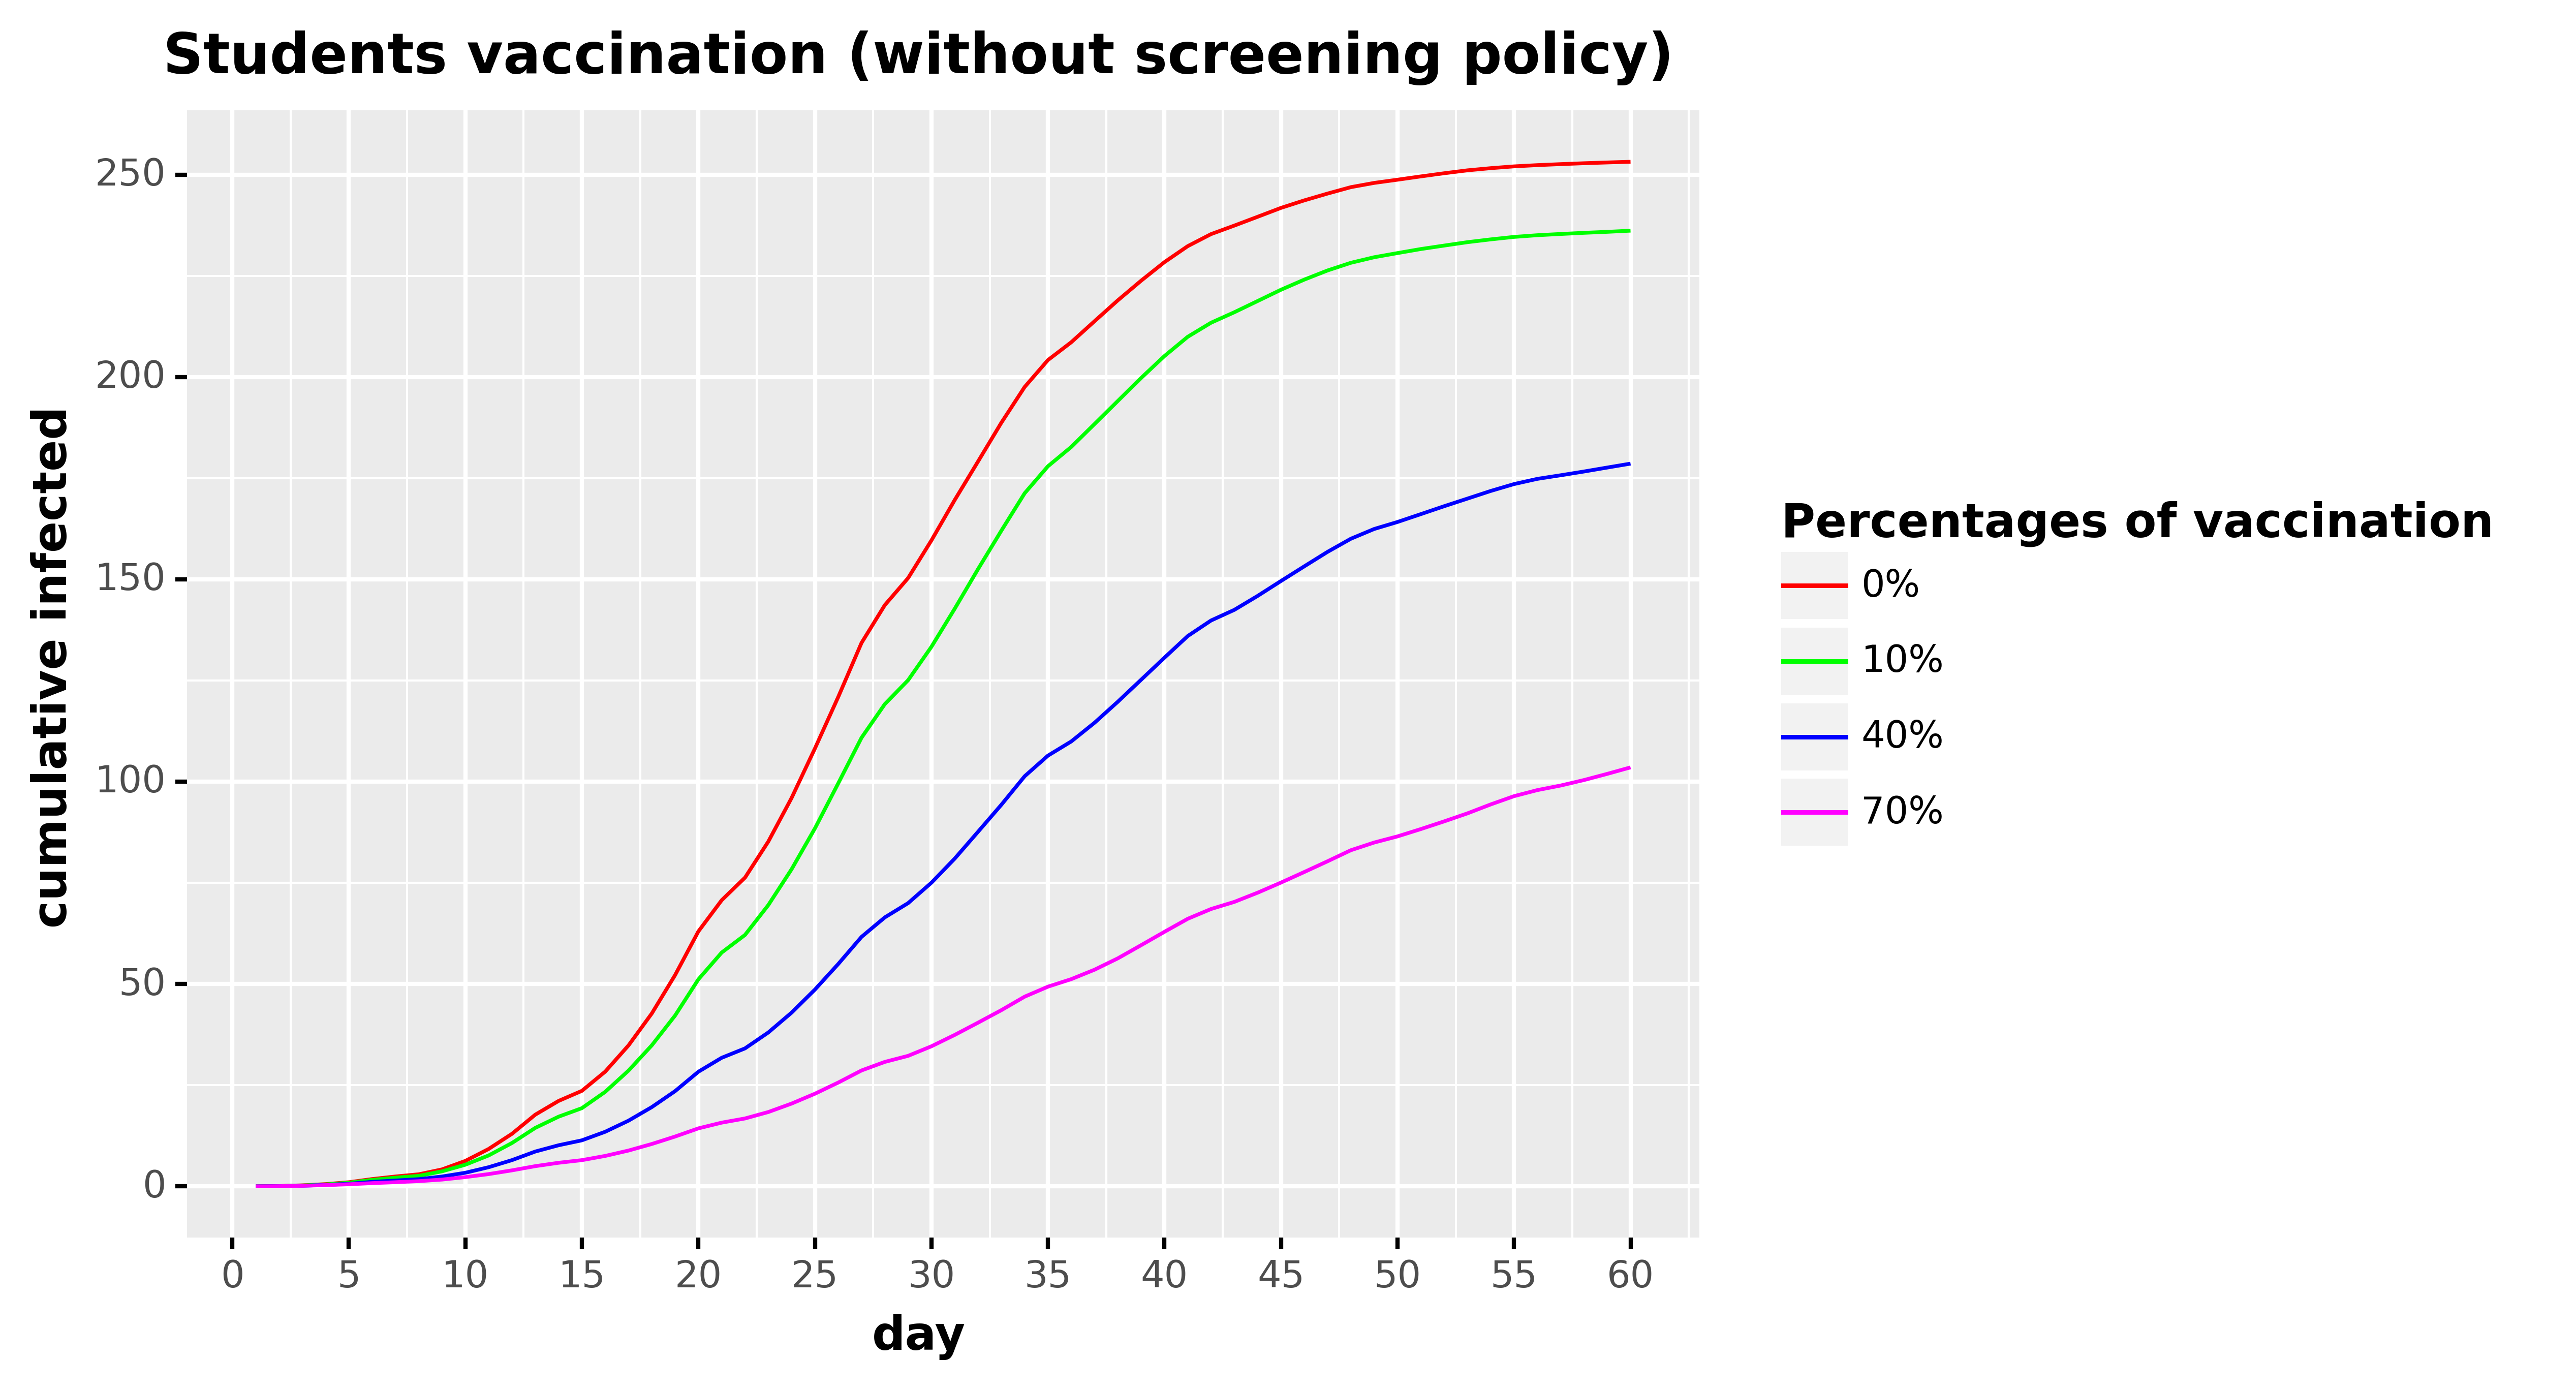 Students vaccination (without screening policy)
cumulative infected
250
200
150
100
50
0
0 5 10 15 20 25 30 35 40 45 50 55 60
day
Percentages of vaccination
0%
10%
40%
70%